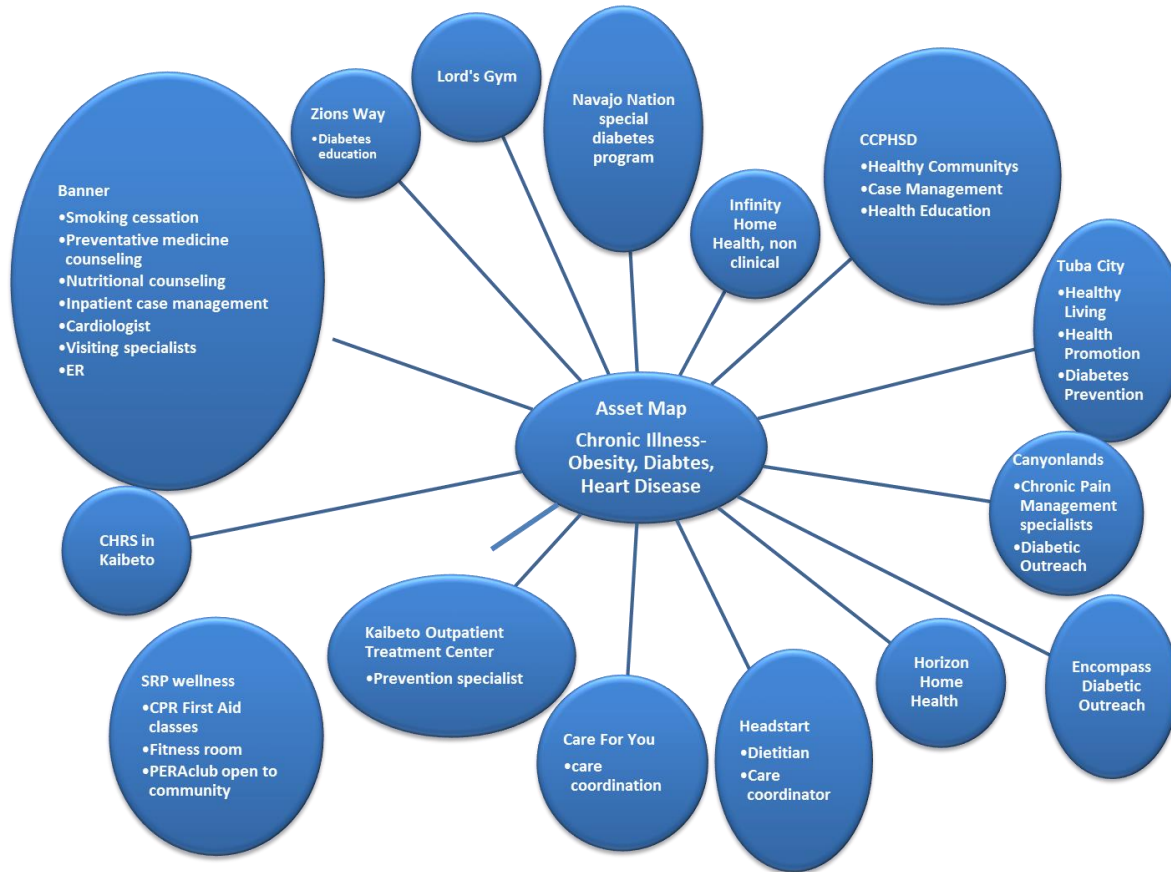 Lord's Gym
Zions Way
•Diabetes
education
Navajo Nation
special
diabetes
program
CCPHSD
•Healthy Communitys
•Case Management
•Health Education
Banner
•Smoking cessation
•Preventative medicine
counseling
•Nutritional counseling
•Inpatient case management
•Cardiologist
•Visiting specialists
•ER
Infinity
Home
Health, non
clinical
Tuba City
•Healthy
Living
•Health
Promotion
•Diabetes
Prevention
Asset Map
Chronic Illness-
Obesity, Diabtes,
Heart Disease
Canyonlands
•Chronic Pain
Management
specialists
•Diabetic
Outreach
CHRS in
Kaibeto
Kaibeto Outpatient
Treatment Center
•Prevention specialist
SRP wellness
•CPR First Aid
classes
•Fitness room
•PERAclub open to
community
Care For You
•care
coordination
Headstart
•Dietitian
•Care
coordinator
Horizon
Home
Health
Encompass
Diabetic
Outreach